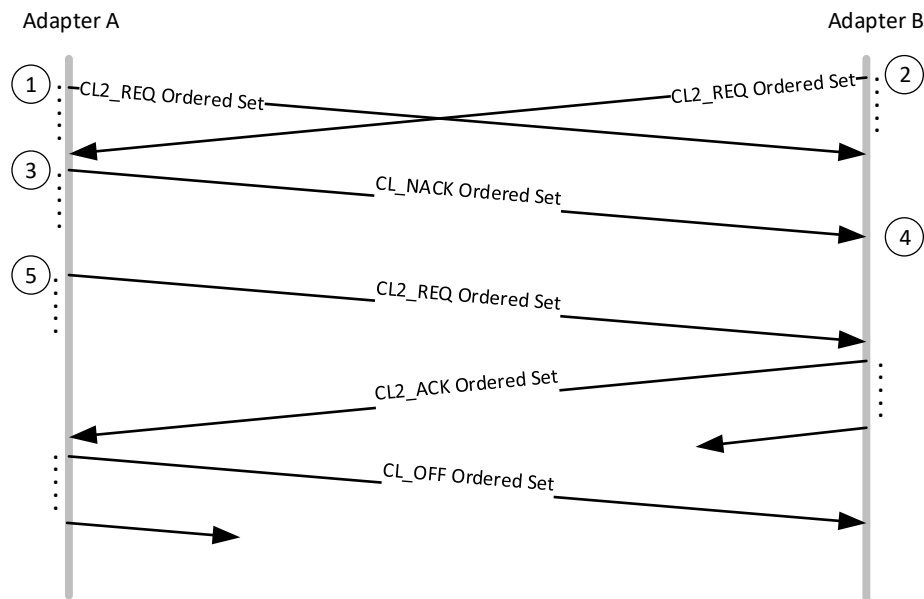 Adapter A
Adapter B
1
CL2_REQ Ordered Set
CL2_REQ Ordered Set
2
3
CL_NACK Ordered Set
4
5
CL2_REQ Ordered Set
CL2_ACK Ordered Set
CL_OFF Ordered Set